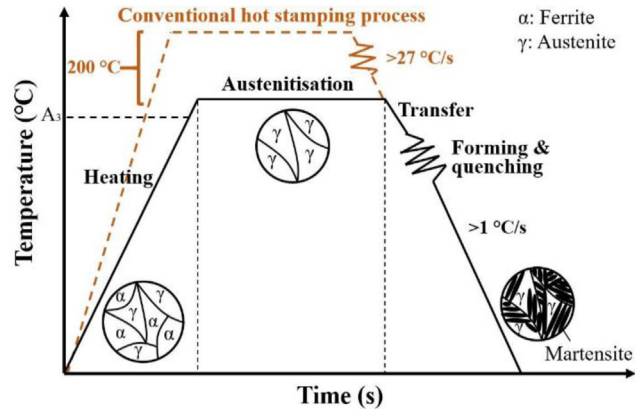 Conventional hot stamping process
α: Ferrite
γ: Austenite
200 °C
>27 °C/s
Austenitisation
Transfer
A3
Heating
Forming &
quenching
>1 °C/s
γ
γ
γ
γ
α
γ
γ
α
α
α
γ
γ
γ
γ
Martensite
Temperature (°C)
Time (s)